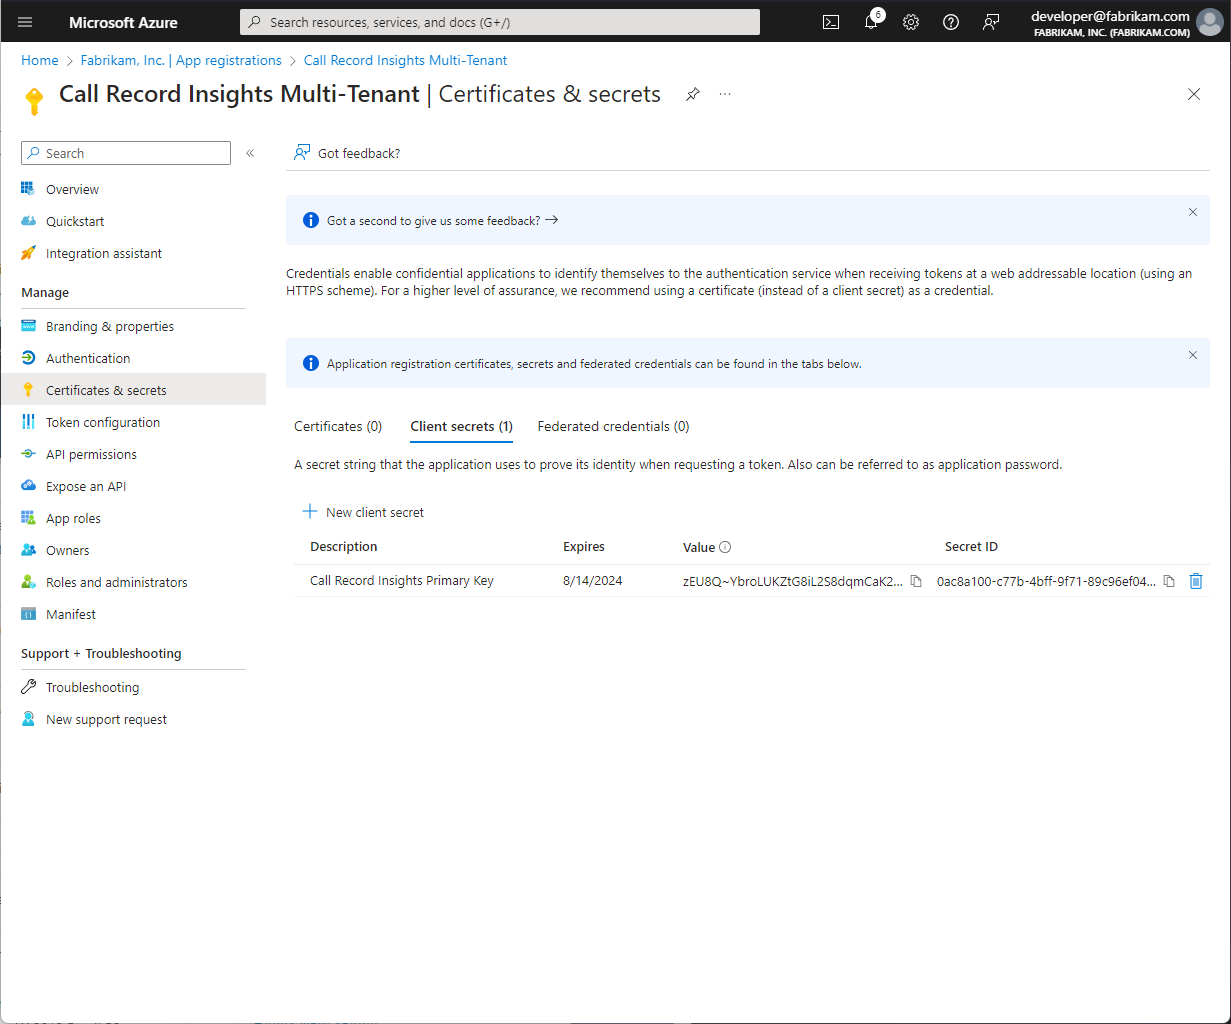 Microsoft Azure
Search resources, services, and docs (G+/)
6
developer@fabrikam.com
FABRIKAM, INC. (FABRIKAM.COM)
Home > Fabrikam, Inc. | App registrations > Call Record Insights Multi-Tenant
Call Record Insights Multi-Tenant | Certificates & secrets
Search
Overview
Quickstart
Integration assistant
Manage
Branding & properties
Authentication
Certificates & secrets
Token configuration
API permissions
Expose an API
App roles
Owners
Roles and administrators
Manifest
Support + Troubleshooting
Troubleshooting
New support request
Got feedback?
Got a second to give us some feedback?
Credentials enable confidential applications to identify themselves to the authentication service when receiving tokens at a web addressable location (using an
HTTPS scheme). For a higher level of assurance, we recommend using a certificate (instead of a client secret) as a credential.
Application registration certificates, secrets and federated credentials can be found in the tabs below.
Certificates (0) Client secrets (1) Federated credentials (0)
A secret string that the application uses to prove its identity when requesting a token. Also can be referred to as application password.
New client secret
Description Expires Value Secret ID
Call Record Insights Primary Key 8/14/2024 zEU8Q~YbroLUKZtG8iL2S8dqmCaK2... 0ac8a100-c77b-4bff-9f71-89c96ef04...